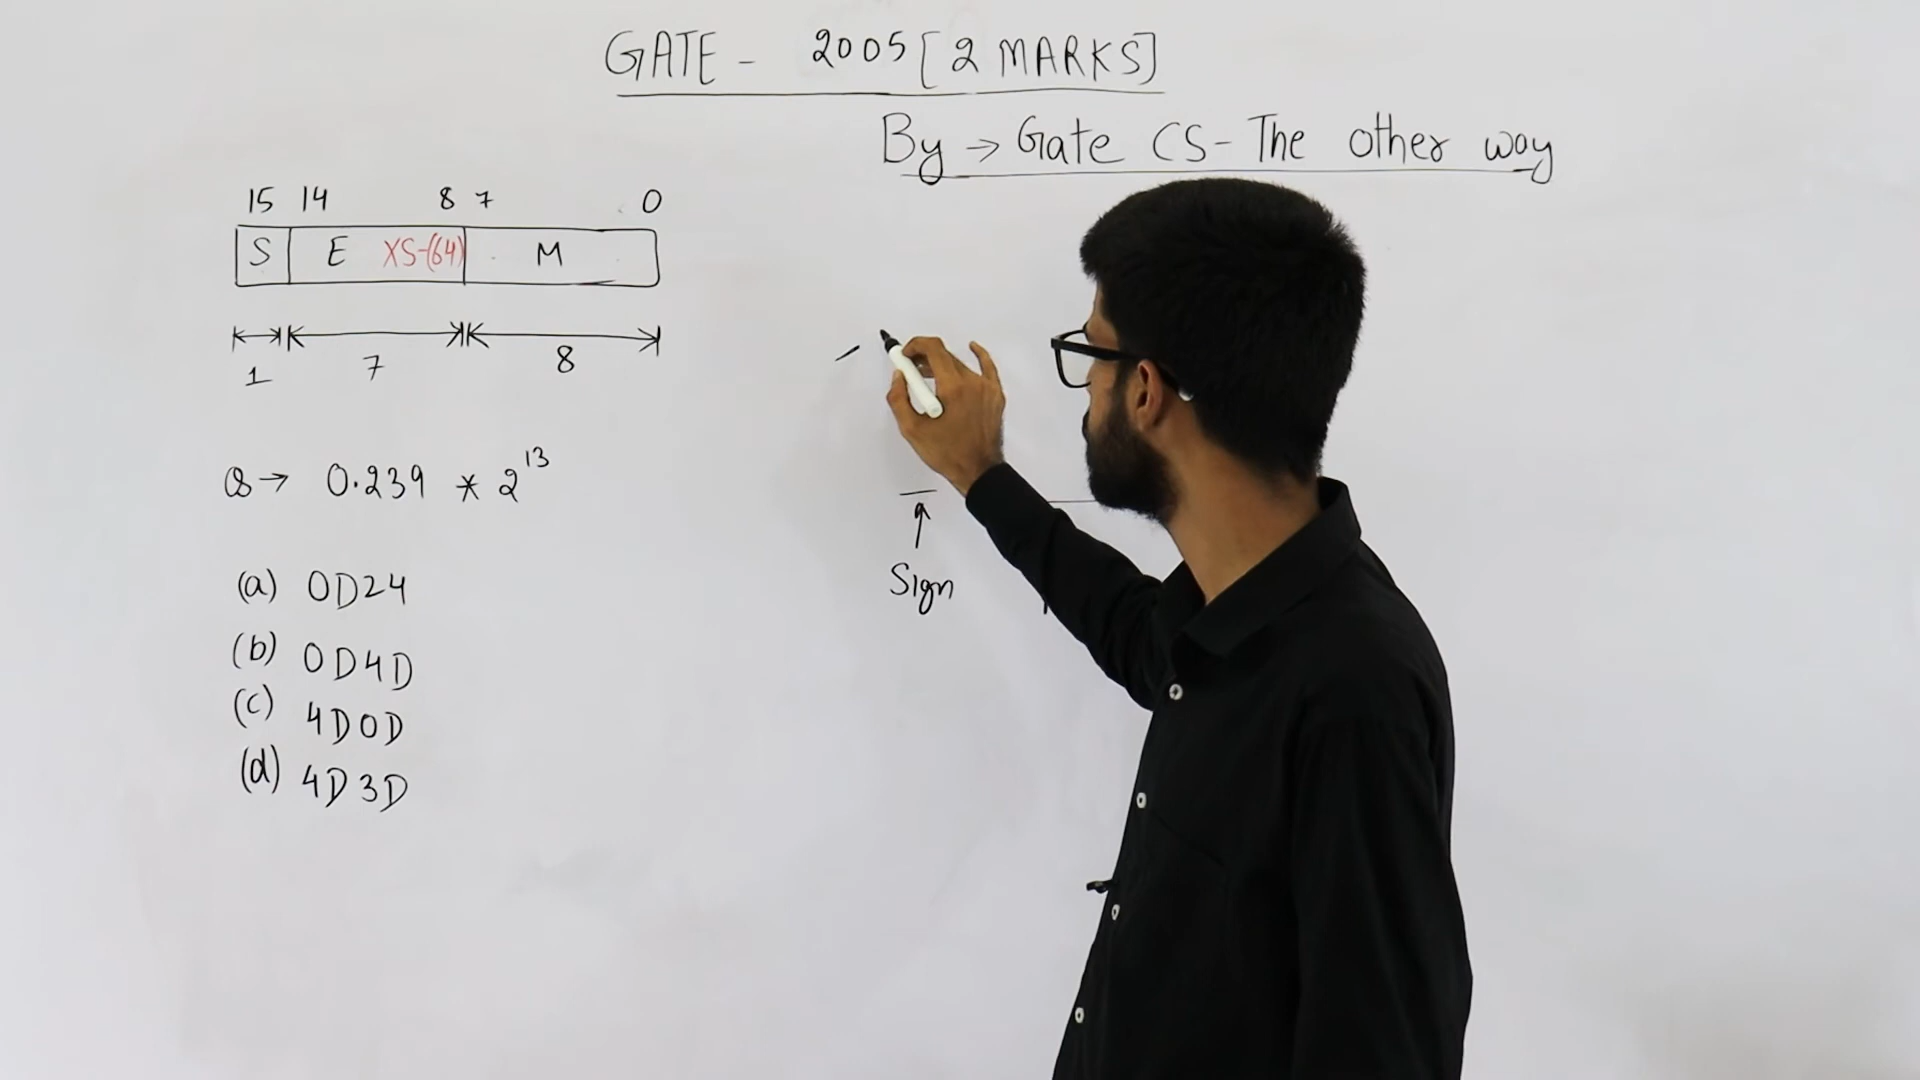 GATE - 2005 [2 MARKS]
By → Gate CS - The other way
15 14 8 7 0
S E XS-(64) M
1 7 8
Q → 0.239 * 2^13
(a) 0D24
(b) 0D4D
(c) 4D0D
(d) 4D3D
Sign